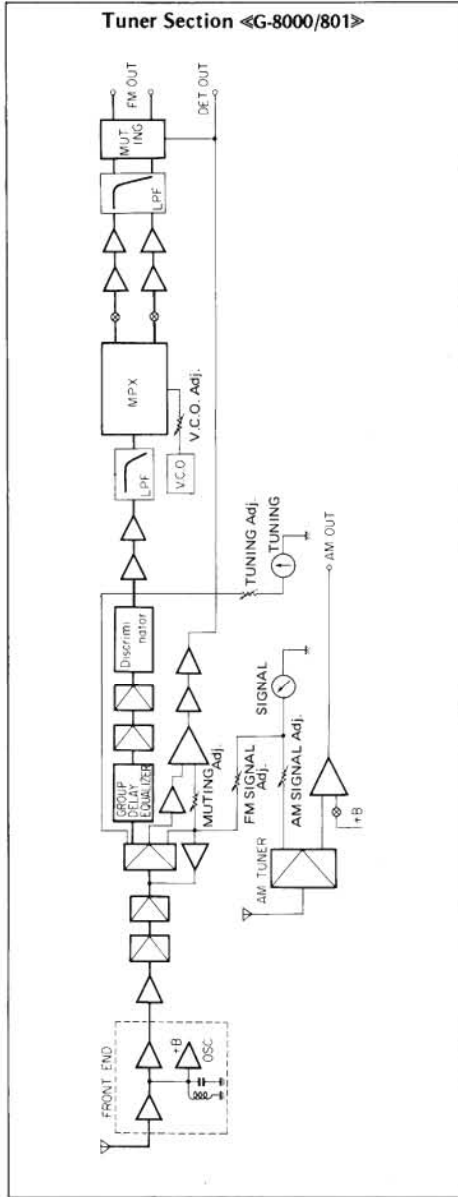 Tuner Section ≪G-8000/801≫
FM OUT
DET OUT
MUT
ING
LPF
MPX
V.C.O. Adj.
V.C.O
LPF
TUNING Adj.
TUNING
AM OUT
Discrimi
nator
SIGNAL
GROUP
DELAY
EQUALIZER
MUTING
Adj.
FM SIGNAL
Adj.
AM SIGNAL Adj.
+B
AM TUNER
FRONT END
+B
OSC